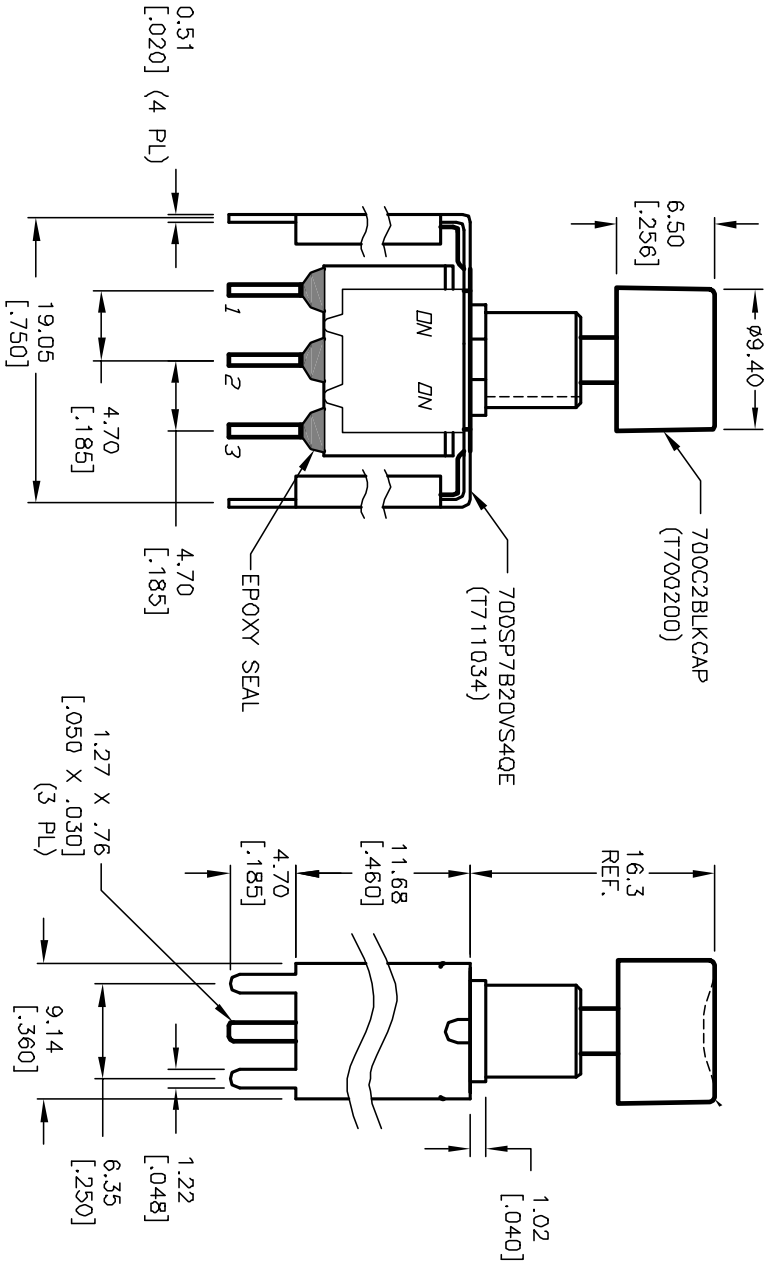 ø9.40
6.50
[.256]
700C2BLKCAP
(T700200)
700SP7B20VS4QE
(T711034)
ON ON
EPOXY SEAL
1 2 3
4.70
[.185]
4.70
[.185]
19.05
[.750]
0.51
[.020] (4 PL)
16.3
REF.
1.02
[.040]
11.68
[.460]
4.70
[.185]
1.27 X .76
[.050 X .030]
(3 PL)
1.22
[.048]
6.35
[.250]
9.14
[.360]